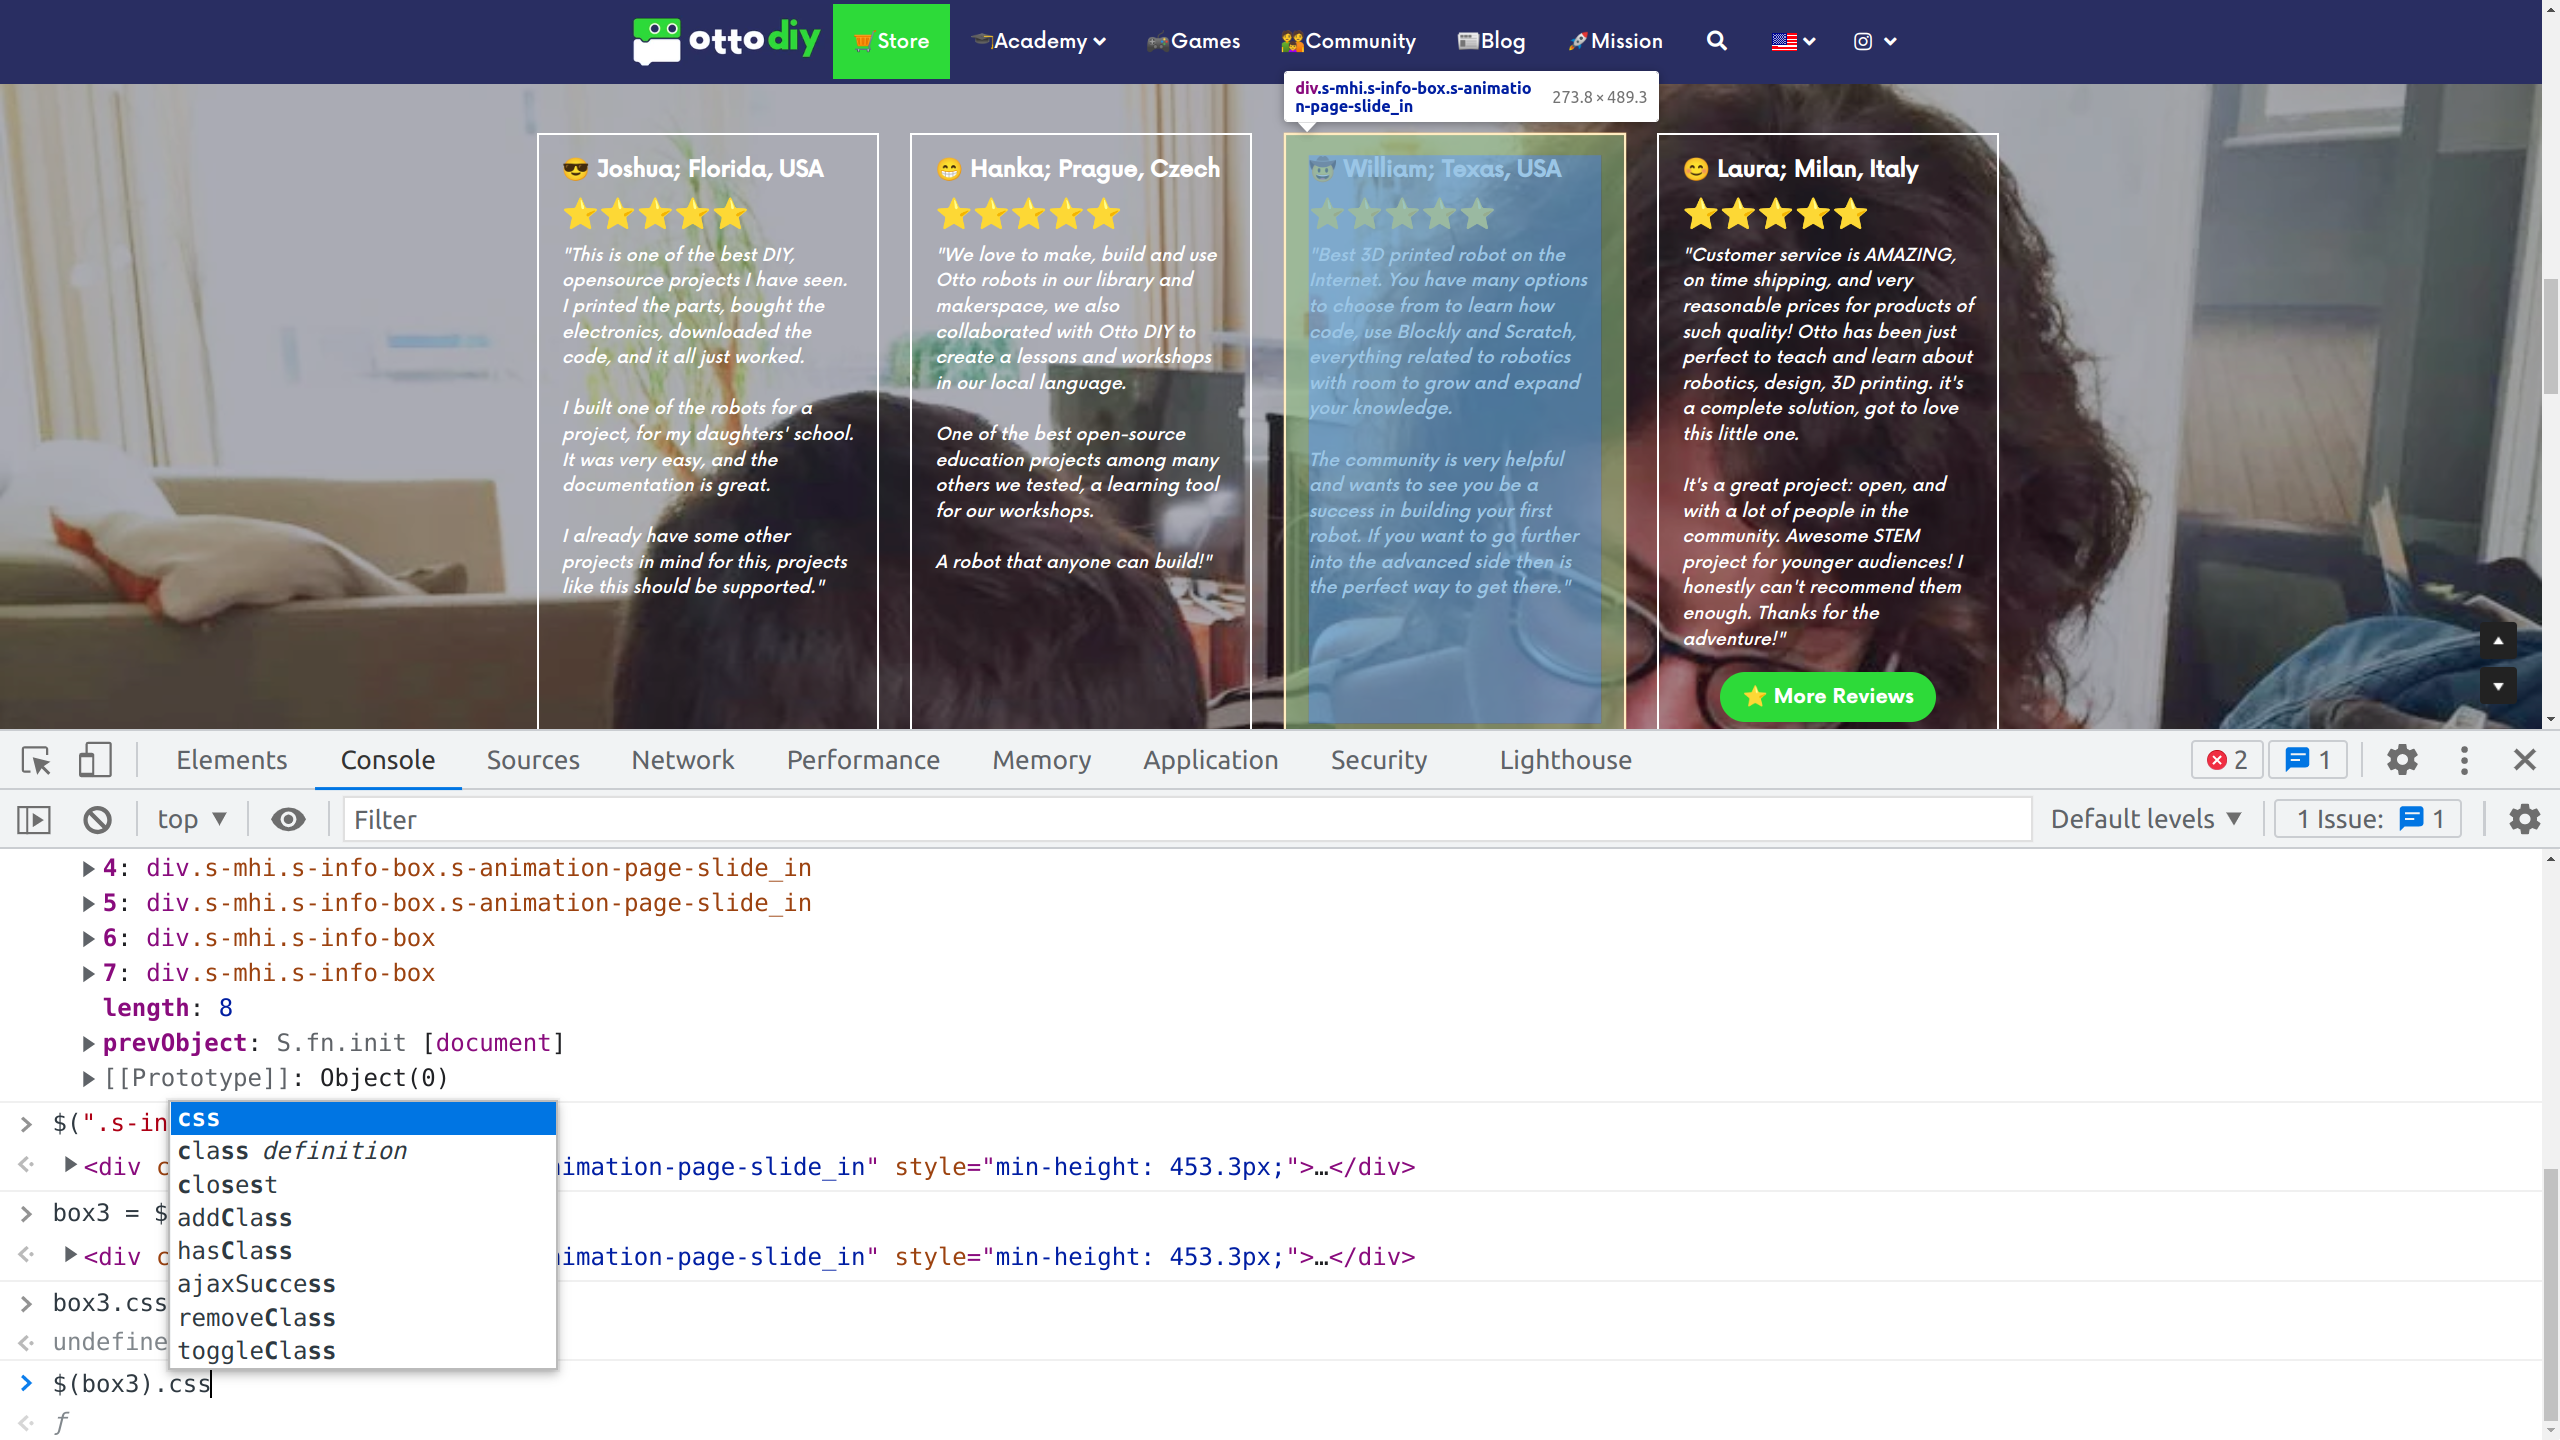 otto diy
Store
Academy
Games
Community
Blog
Mission
div.s-mhi.s-info-box.s-animatio
n-page-slide_in
273.8 × 489.3
Joshua; Florida, USA
"This is one of the best DIY,
opensource projects I have seen.
I printed the parts, bought the
electronics, downloaded the
code, and it all just worked.
I built one of the robots for a
project, for my daughters' school.
It was very easy, and the
documentation is great.
I already have some other
projects in mind for this, projects
like this should be supported."
Hanka; Prague, Czech
"We love to make, build and use
Otto robots in our library and
makerspace, we also
collaborated with Otto DIY to
create a lessons and workshops
in our local language.
One of the best open-source
education projects among many
others we tested, a learning tool
for our workshops.
A robot that anyone can build!"
William; Texas, USA
"Best 3D printed robot on the
Internet. You have many options
to choose from to learn how
code, use Blockly and Scratch,
everything related to robotics
with room to grow and expand
your knowledge.
The community is very helpful
and wants to see you be a
success in building your first
robot. If you want to go further
into the advanced side then is
the perfect way to get there."
Laura; Milan, Italy
"Customer service is AMAZING,
on time shipping, and very
reasonable prices for products of
such quality! Otto has been just
perfect to teach and learn about
robotics, design, 3D printing. it's
a complete solution, got to love
this little one.
It's a great project: open, and
with a lot of people in the
community. Awesome STEM
project for younger audiences! I
honestly can't recommend them
enough. Thanks for the
adventure!"
More Reviews
Elements
Console
Sources
Network
Performance
Memory
Application
Security
Lighthouse
2
1
top
Filter
Default levels
1 Issue: 1
4: div.s-mhi.s-info-box.s-animation-page-slide_in
5: div.s-mhi.s-info-box.s-animation-page-slide_in
6: div.s-mhi.s-info-box
7: div.s-mhi.s-info-box
length: 8
prevObject: S.fn.init [document]
[[Prototype]]: Object(0)
$(".s-in
<div c
imation-page-slide_in" style="min-height: 453.3px;">…</div>
box3 = $
<div c
imation-page-slide_in" style="min-height: 453.3px;">…</div>
box3.css
undefine
css
class definition
closest
addClass
hasClass
ajaxSuccess
removeClass
toggleClass
$(box3).css
f